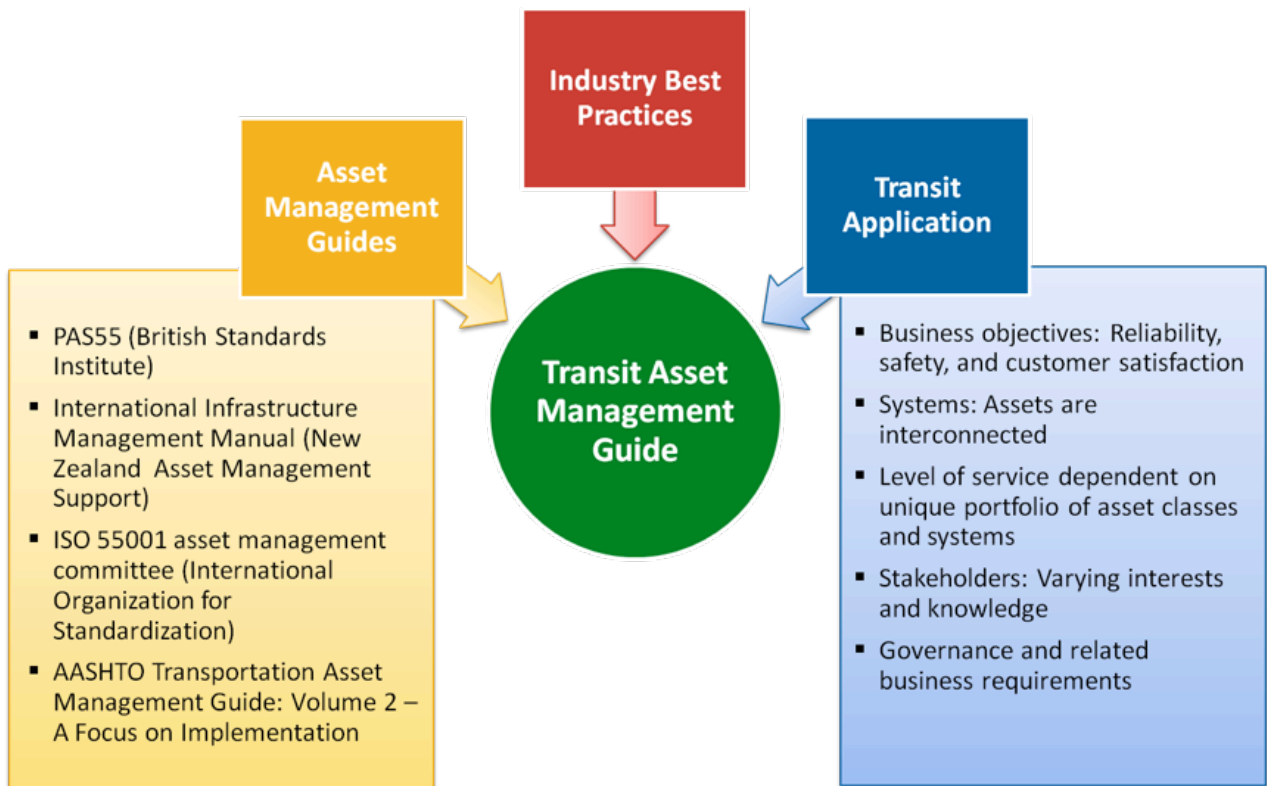 Industry Best
Practices
Asset
Management
Guides
Transit
Application
Transit Asset
Management
Guide
▪ PAS55 (British Standards
Institute)
▪ International Infrastructure
Management Manual (New
Zealand Asset Management
Support)
▪ ISO 55001 asset management
committee (International
Organization for
Standardization)
▪ AASHTO Transportation Asset
Management Guide: Volume 2 –
A Focus on Implementation
▪ Business objectives: Reliability,
safety, and customer satisfaction
▪ Systems: Assets are
interconnected
▪ Level of service dependent on
unique portfolio of asset classes
and systems
▪ Stakeholders: Varying interests
and knowledge
▪ Governance and related
business requirements